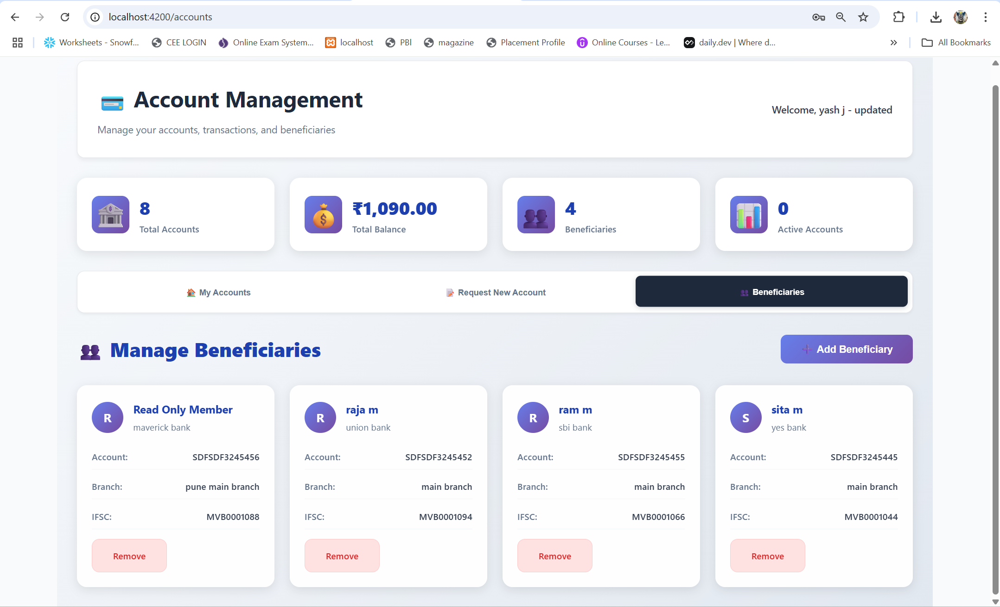 localhost:4200/accounts
Worksheets - Snowf... CEE LOGIN Online Exam System... localhost PBI magazine Placement Profile Online Courses - Le... daily.dev | Where d... All Bookmarks
Account Management
Welcome, yash j - updated
Manage your accounts, transactions, and beneficiaries
8
Total Accounts
₹1,090.00
Total Balance
4
Beneficiaries
0
Active Accounts
My Accounts
Request New Account
Beneficiaries
Manage Beneficiaries
Add Beneficiary
R
Read Only Member
maverick bank
Account: SDFSDF3245456
Branch: pune main branch
IFSC: MVB0001088
Remove
R
raja m
union bank
Account: SDFSDF3245452
Branch: main branch
IFSC: MVB0001094
Remove
R
ram m
sbi bank
Account: SDFSDF3245455
Branch: main branch
IFSC: MVB0001066
Remove
S
sita m
yes bank
Account: SDFSDF3245445
Branch: main branch
IFSC: MVB0001044
Remove